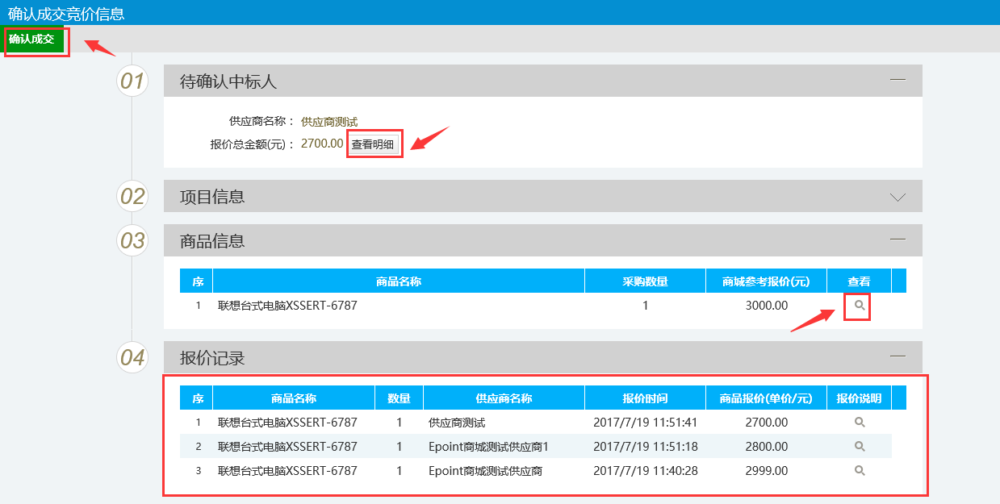 确认成交竞价信息
确认成交
01 待确认中标人
供应商名称： 供应商测试
报价总金额(元)： 2700.00 查看明细
02 项目信息
03 商品信息
序 商品名称 采购数量 商城参考报价(元) 查看
1 联想台式电脑XSSERT-6787 1 3000.00
04 报价记录
序 商品名称 数量 供应商名称 报价时间 商品报价(单价/元) 报价说明
1 联想台式电脑XSSERT-6787 1 供应商测试 2017/7/19 11:51:41 2700.00
2 联想台式电脑XSSERT-6787 1 Epoint商城测试供应商1 2017/7/19 11:51:18 2800.00
3 联想台式电脑XSSERT-6787 1 Epoint商城测试供应商 2017/7/19 11:40:28 2999.00